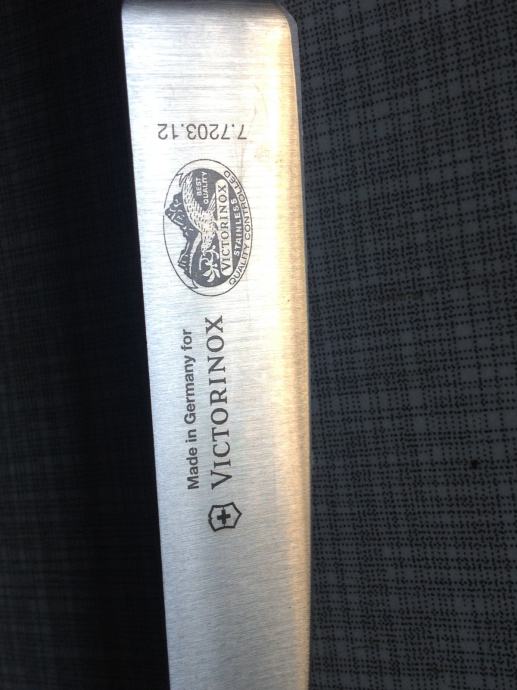 7.7203.12
BEST
QUALITY
VICTORINOX
STAINLESS
QUALITY CONTROLLED
Made in Germany for
VICTORINOX